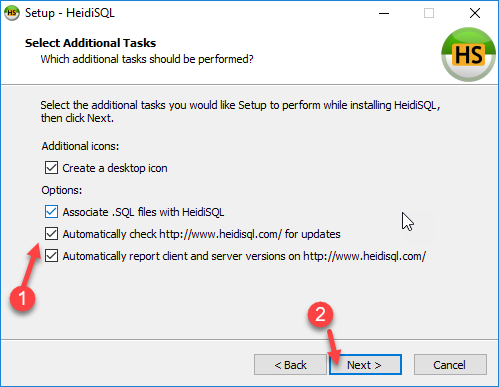 HS Setup - HeidiSQL
Select Additional Tasks
Which additional tasks should be performed?
HS
Select the additional tasks you would like Setup to perform while installing HeidiSQL,
then click Next.
Additional icons:
Create a desktop icon
Options:
Associate .SQL files with HeidiSQL
Automatically check http://www.heidisql.com/ for updates
Automatically report client and server versions on http://www.heidisql.com/
1
2
< Back Next > Cancel